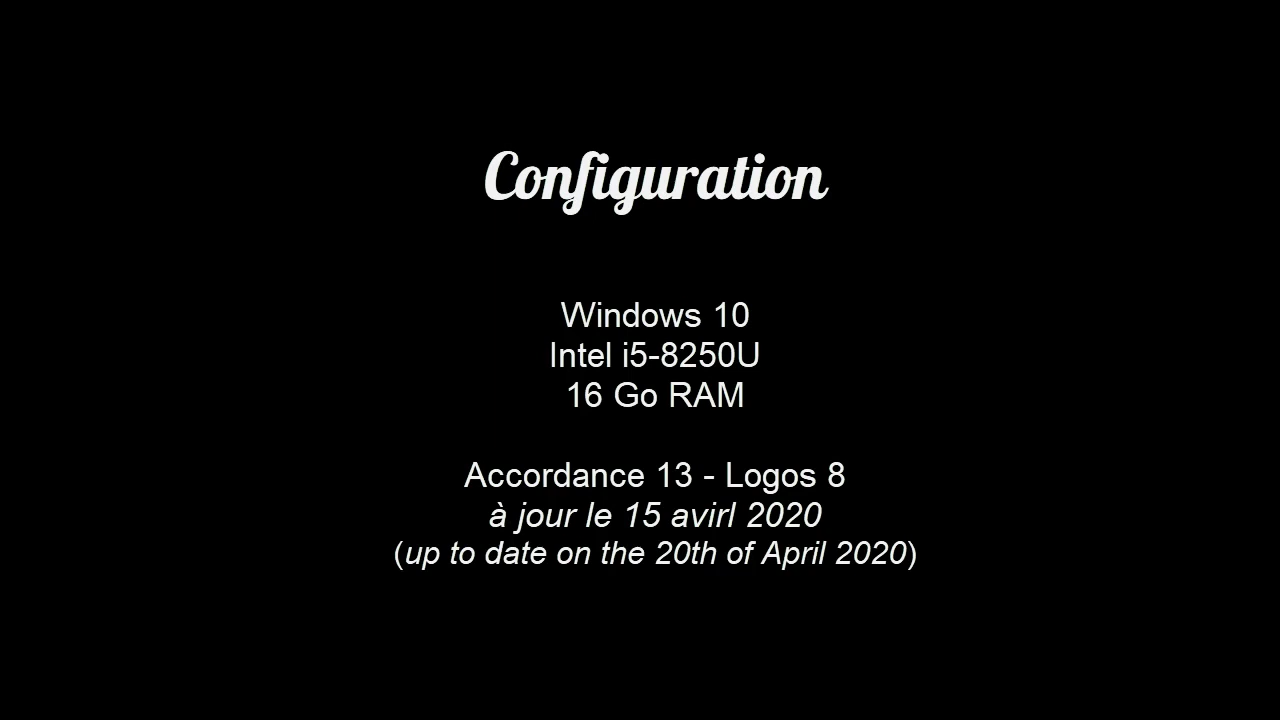 Configuration
Windows 10
Intel i5-8250U
16 Go RAM
Accordance 13 - Logos 8
à jour le 15 avirl 2020
(up to date on the 20th of April 2020)